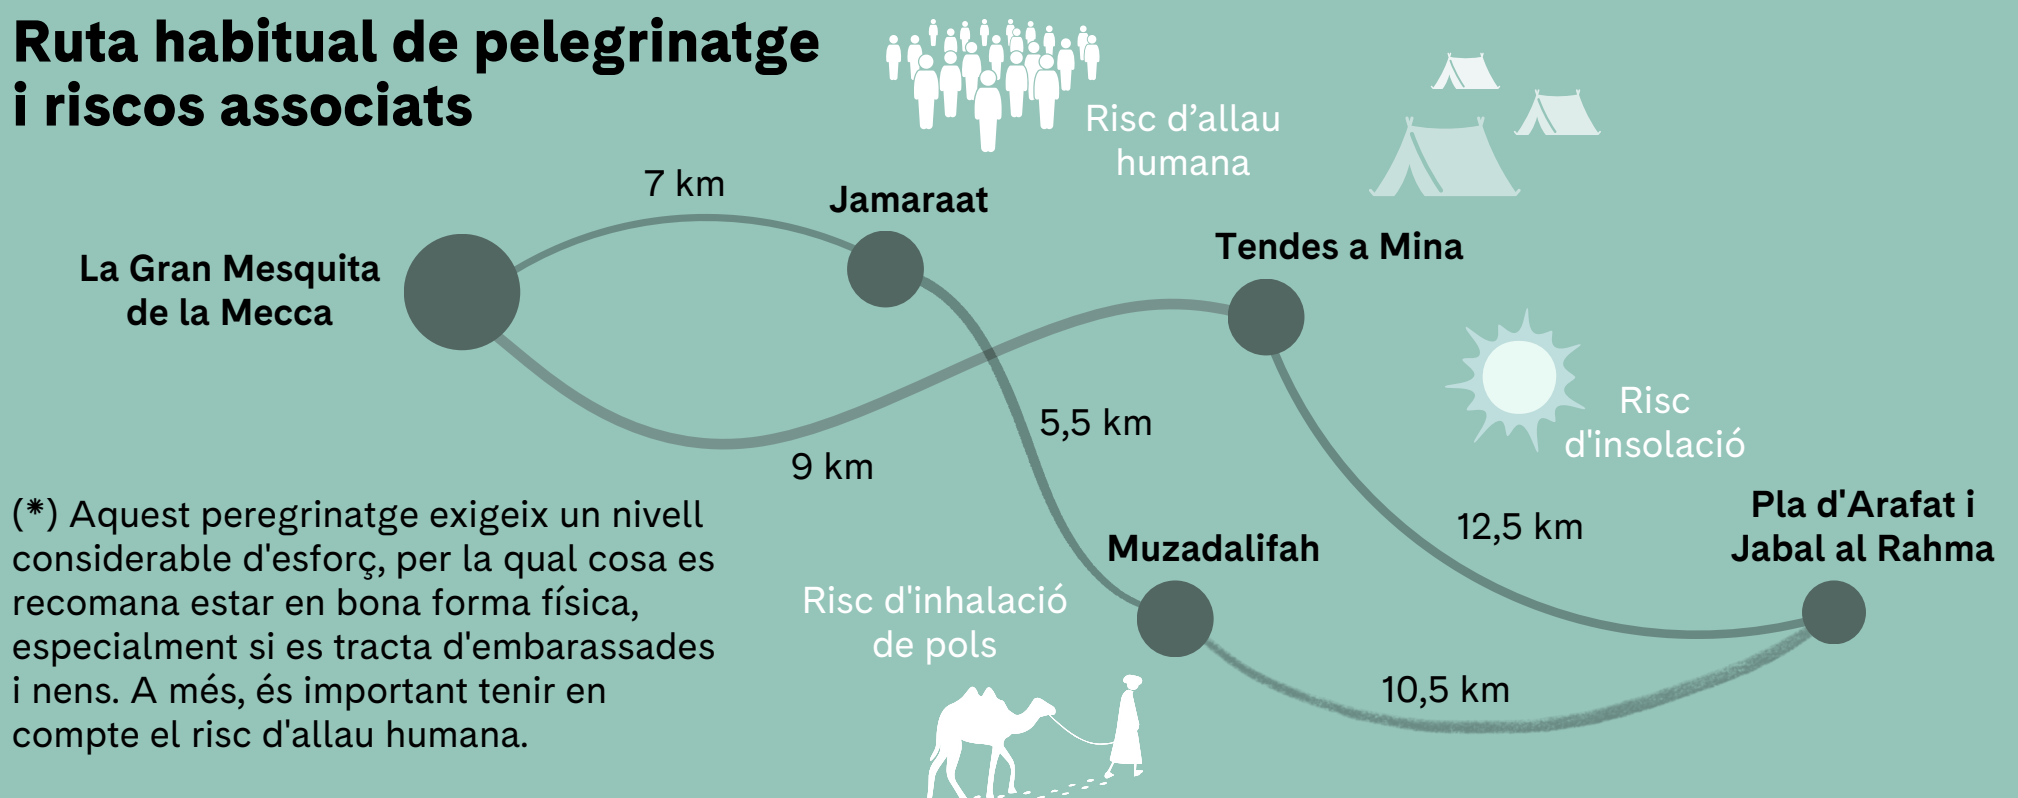 Ruta habitual de pelegrinatge
i riscos associats
Risc d’allau
humana
7 km
Jamaraat
Tendes a Mina
La Gran Mesquita
de la Mecca
5,5 km
9 km
Risc
d'insolació
12,5 km
Pla d'Arafat i
Jabal al Rahma
Muzadalifah
Risc d'inhalació
de pols
10,5 km
(*) Aquest peregrinatge exigeix un nivell
considerable d'esforç, per la qual cosa es
recomana estar en bona forma física,
especialment si es tracta d'embarassades
i nens. A més, és important tenir en
compte el risc d'allau humana.